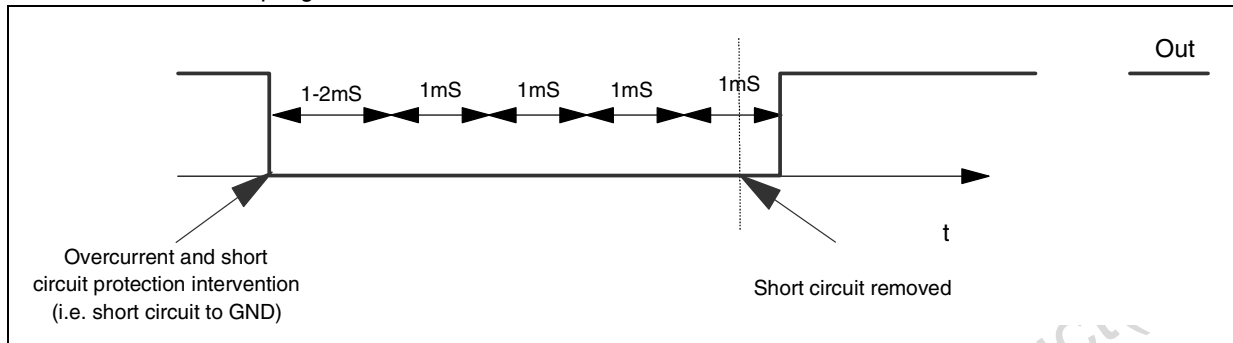 Out
1-2mS
1mS
1mS
1mS
1mS
t
Overcurrent and short
circuit protection intervention
(i.e. short circuit to GND)
Short circuit removed